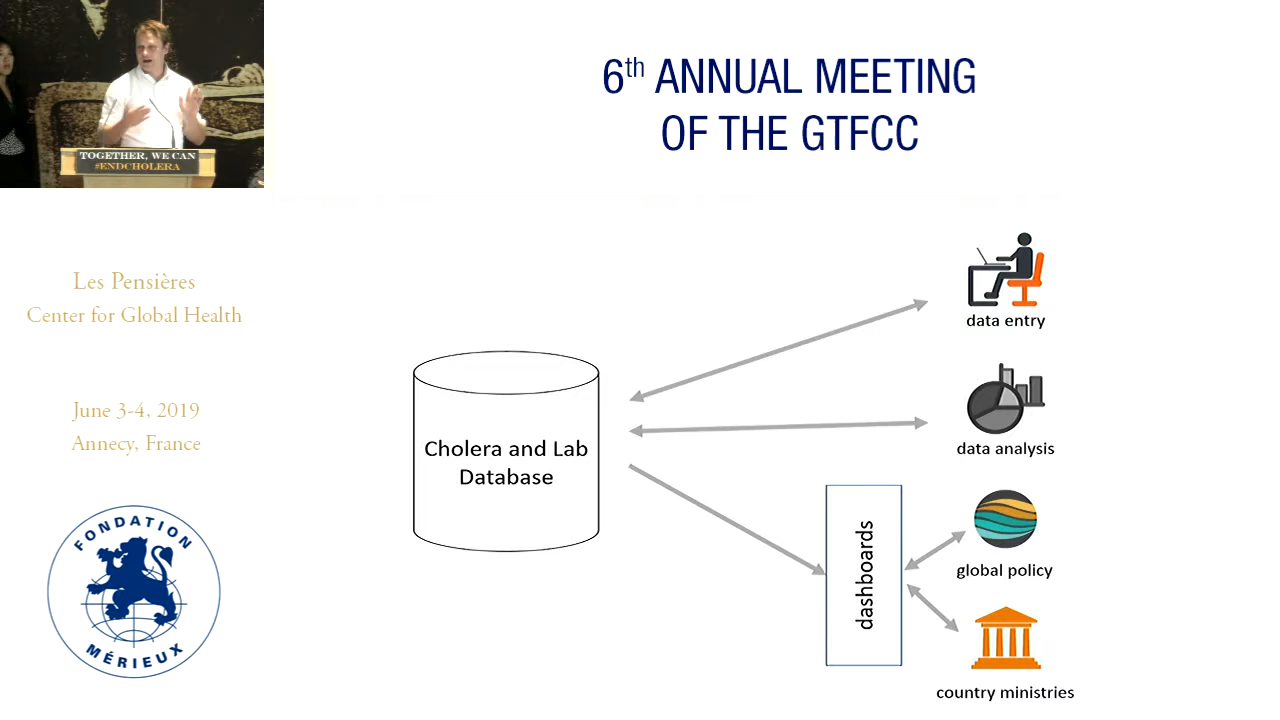 TOGETHER, WE CAN
#ENDCHOLERA
6th ANNUAL MEETING
OF THE GTFCC
Les Pensières
Center for Global Health
June 3-4, 2019
Annecy, France
FONDATION
MÉRIEUX
Cholera and Lab
Database
data entry
data analysis
dashboards
global policy
country ministries